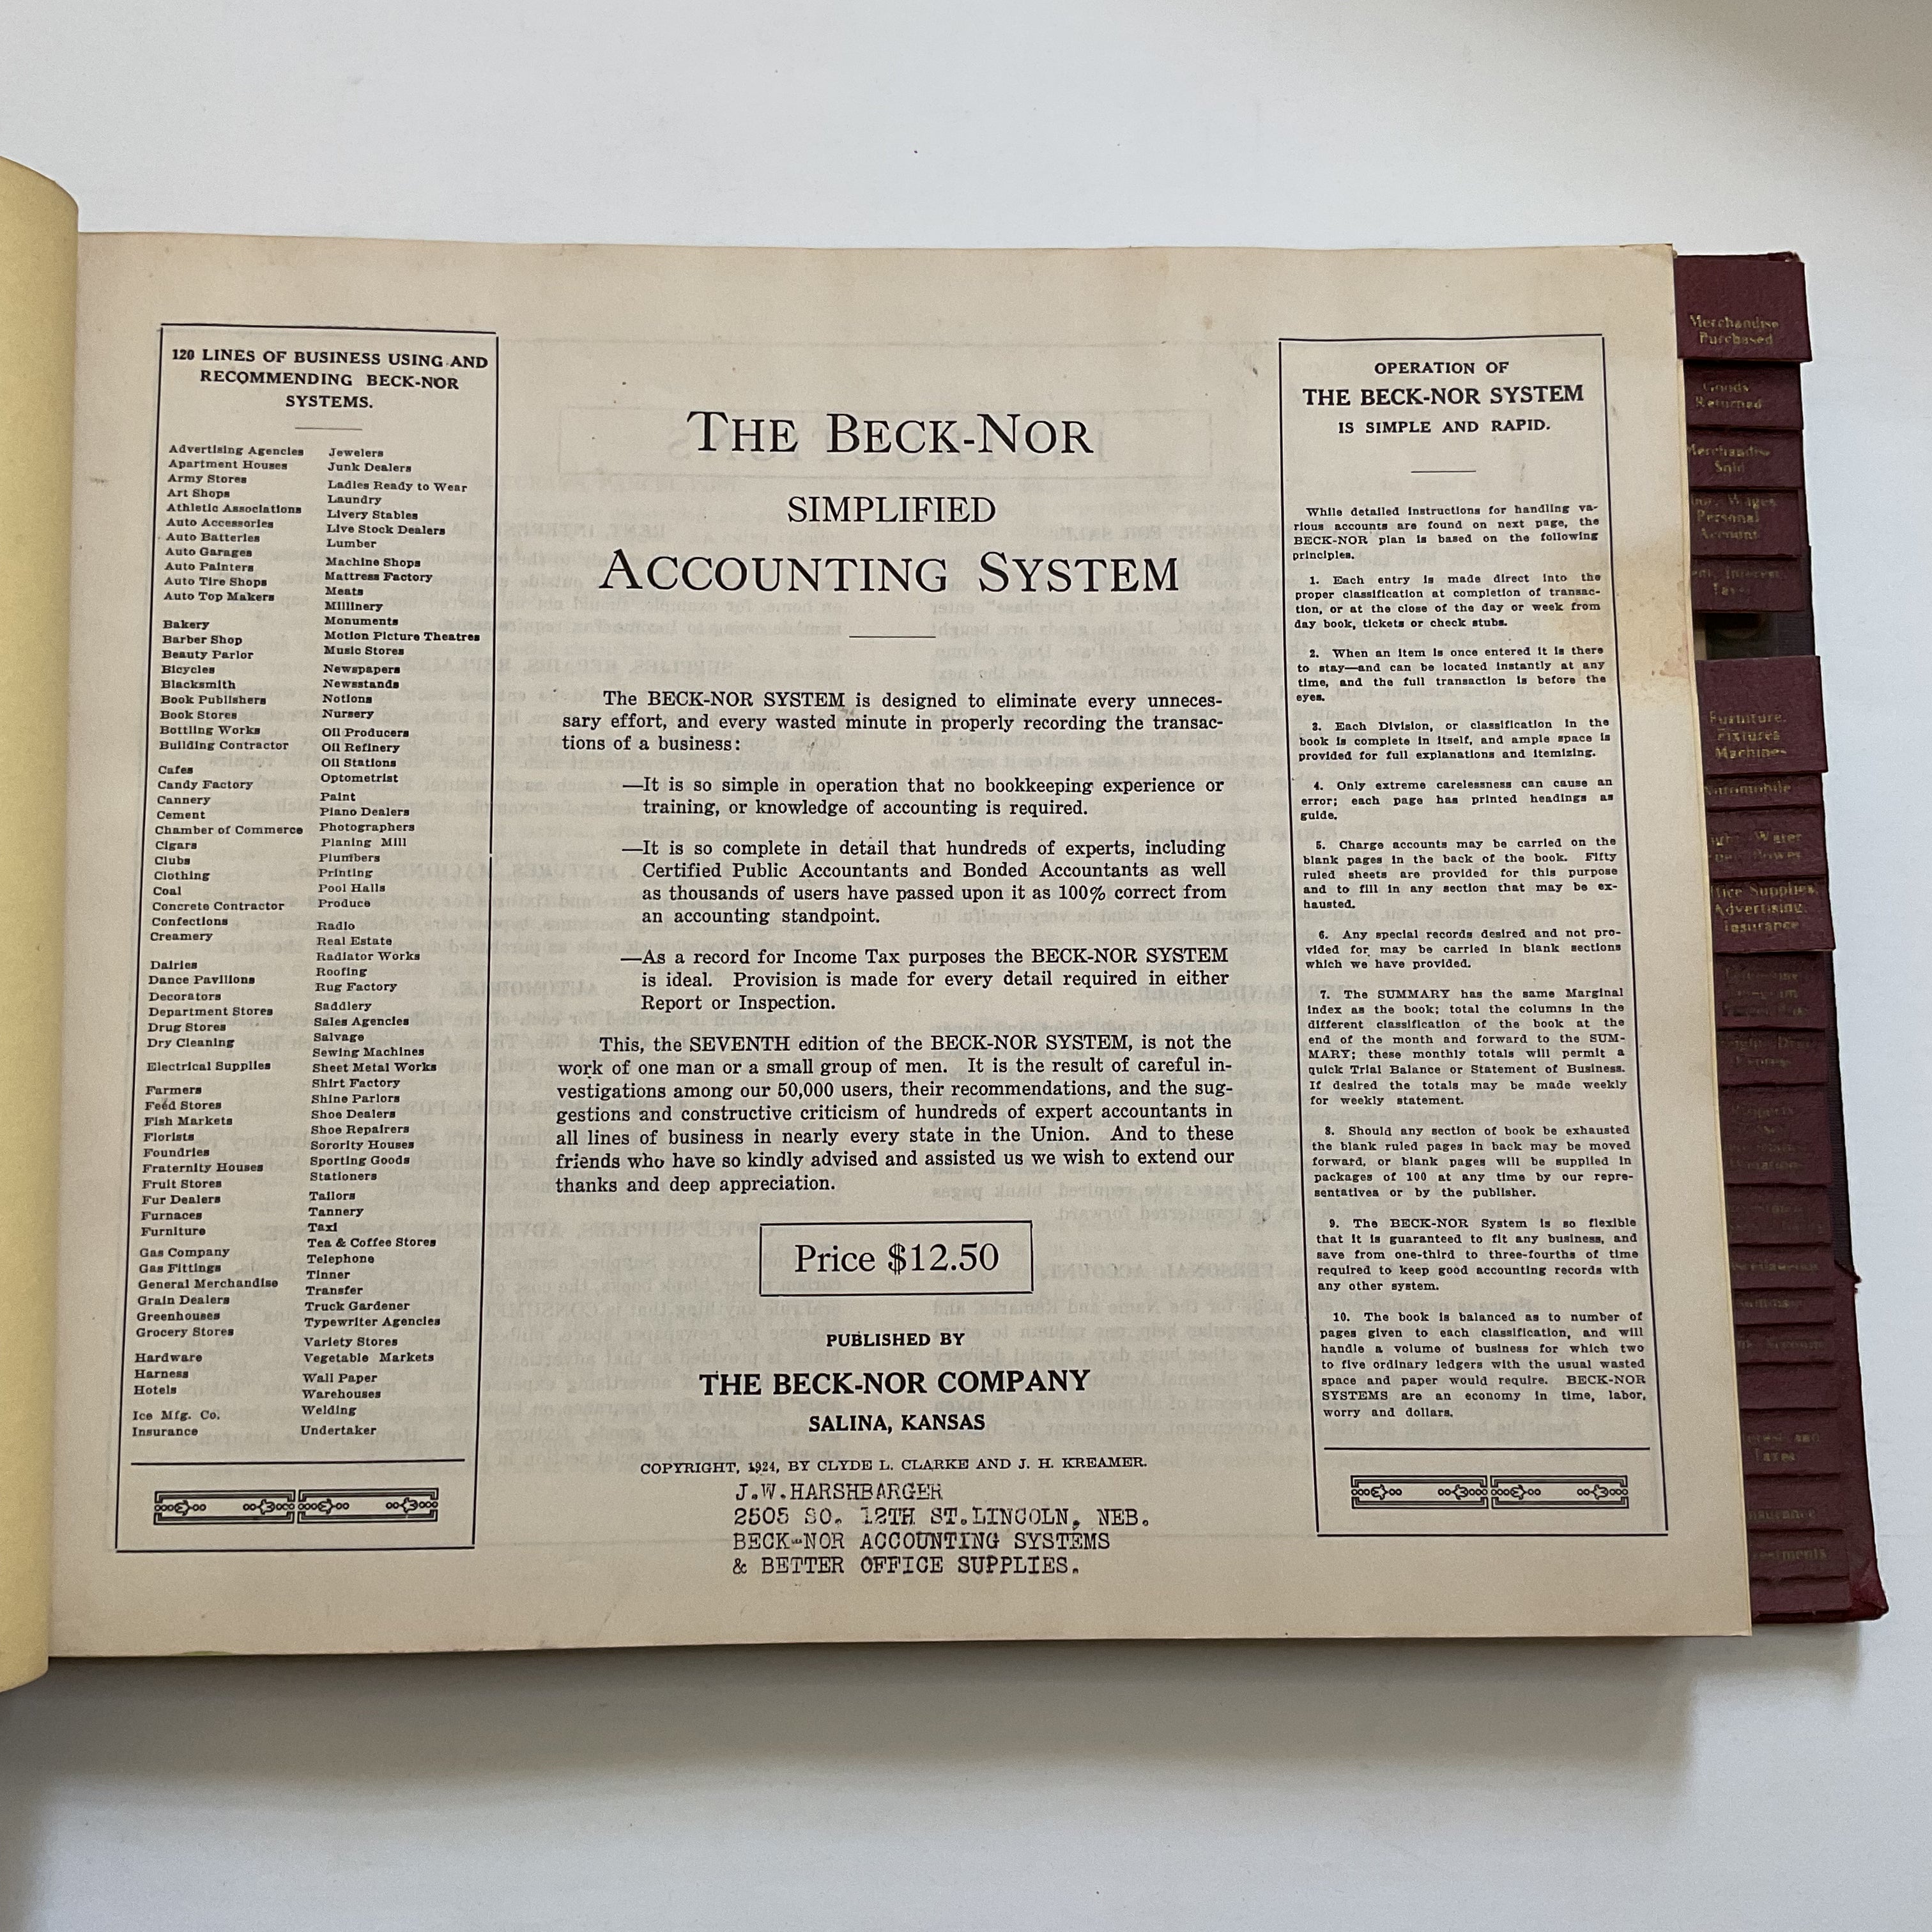 120 LINES OF BUSINESS USING AND
RECOMMENDING BECK-NOR
SYSTEMS.
Advertising Agencies
Apartment Houses
Army Stores
Art Shops
Athletic Associations
Auto Accessories
Auto Batteries
Auto Garages
Auto Painters
Auto Tire Shops
Auto Top Makers
Bakery
Barber Shop
Beauty Parlor
Bicycles
Blacksmith
Book Publishers
Book Stores
Bottling Works
Building Contractor
Cafes
Candy Factory
Cannery
Cement
Chamber of Commerce
Cigars
Clubs
Clothing
Coal
Concrete Contractor
Confections
Creamery
Dairies
Dance Pavilions
Decorators
Department Stores
Drug Stores
Dry Cleaning
Electrical Supplies
Farmers
Feed Stores
Fish Markets
Florists
Foundries
Fraternity Houses
Fruit Stores
Fur Dealers
Furnaces
Furniture
Gas Company
Gas Fittings
General Merchandise
Grain Dealers
Greenhouses
Grocery Stores
Hardware
Harness
Hotels
Ice Mfg. Co.
Insurance
Jewelers
Junk Dealers
Ladies Ready to Wear
Laundry
Livery Stables
Live Stock Dealers
Lumber
Machine Shops
Mattress Factory
Meats
Millinery
Monuments
Motion Picture Theatres
Music Stores
Newspapers
Newsstands
Notions
Nursery
Oil Producers
Oil Refinery
Oil Stations
Optometrist
Paint
Piano Dealers
Photographers
Planing Mill
Plumbers
Printing
Pool Halls
Produce
Radio
Real Estate
Radiator Works
Roofing
Rug Factory
Saddlery
Sales Agencies
Salvage
Sewing Machines
Sheet Metal Works
Shirt Factory
Shine Parlors
Shoe Dealers
Shoe Repairers
Sorority Houses
Sporting Goods
Stationers
Tailors
Tannery
Taxi
Tea & Coffee Stores
Telephone
Tinner
Transfer
Truck Gardener
Typewriter Agencies
Variety Stores
Vegetable Markets
Wall Paper
Warehouses
Welding
Undertaker
THE BECK-NOR
SIMPLIFIED
ACCOUNTING SYSTEM
The BECK-NOR SYSTEM is designed to eliminate every unneces-
sary effort, and every wasted minute in properly recording the transac-
tions of a business:
—It is so simple in operation that no bookkeeping experience or
training, or knowledge of accounting is required.
—It is so complete in detail that hundreds of experts, including
Certified Public Accountants and Bonded Accountants as well
as thousands of users have passed upon it as 100% correct from
an accounting standpoint.
—As a record for Income Tax purposes the BECK-NOR SYSTEM
is ideal. Provision is made for every detail required in either
Report or Inspection.
This, the SEVENTH edition of the BECK-NOR SYSTEM, is not the
work of one man or a small group of men. It is the result of careful in-
vestigations among our 50,000 users, their recommendations, and the sug-
gestions and constructive criticism of hundreds of expert accountants in
all lines of business in nearly every state in the Union. And to these
friends who have so kindly advised and assisted us we wish to extend our
thanks and deep appreciation.
Price $12.50
PUBLISHED BY
THE BECK-NOR COMPANY
SALINA, KANSAS
COPYRIGHT, 1924, BY CLYDE L. CLARKE AND J. H. KREAMER.
J.W.HARSHBARGER
2505 SO. 12TH ST.LINCOLN, NEB.
BECK-NOR ACCOUNTING SYSTEMS
& BETTER OFFICE SUPPLIES.
OPERATION OF
THE BECK-NOR SYSTEM
IS SIMPLE AND RAPID.
While detailed instructions for handling va-
rious accounts are found on next page, the
BECK-NOR plan is based on the following
principles.
1. Each entry is made direct into the
proper classification at completion of transac-
tion, or at the close of the day or week from
day book, tickets or check stubs.
2. When an item is once entered it is there
to stay—and can be located instantly at any
time, and the full transaction is before the
eyes.
3. Each Division, or classification in the
book is complete in itself, and ample space is
provided for full explanations and itemizing.
4. Only extreme carelessness can cause an
error; each page has printed headings as
guide.
5. Charge accounts may be carried on the
blank pages in the back of the book. Fifty
ruled sheets are provided for this purpose
and to fill in any section that may be ex-
hausted.
6. Any special records desired and not pro-
vided for may be carried in blank sections
which we have provided.
7. The SUMMARY has the same Marginal
Index as the book; total the columns in the
different classification of the book at the
end of the month and forward to the SUM-
MARY; these monthly totals will permit a
quick Trial Balance or Statement of Business.
If desired the totals may be made weekly
for weekly statement.
8. Should any section of book be exhausted
the blank ruled pages in back may be moved
forward, or blank pages will be supplied in
packages of 100 at any time by our repre-
sentatives or by the publisher.
9. The BECK-NOR System is so flexible
that it is guaranteed to fit any business, and
save from one-third to three-fourths of time
required to keep good accounting records with
any other system.
10. The book is balanced as to number of
pages given to each classification, and will
handle a volume of business for which two
to five ordinary ledgers with the usual wasted
space and paper would require. BECK-NOR
SYSTEMS are an economy in time, labor,
worry and dollars.
Merchandise
Purchased
Goods
Returned
Merchandise
Sold
Wages
Personal
Account
Furniture,
Fixtures
Machines
Water
Power
Supplies,
Advertising,
Insurance
Taxes